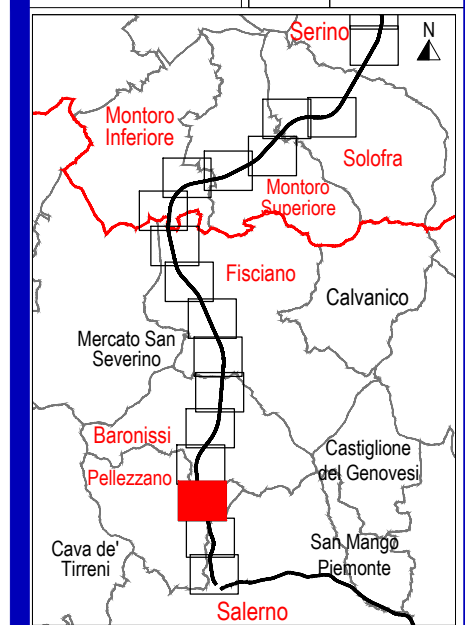 Serino
N
Montoro
Inferiore
Solofra
Montoro
Superiore
Fisciano
Calvanico
Mercato San
Severino
Baronissi
Castiglione
del Genovesi
Pellezzano
Cava de'
Tirreni
San Mango
Piemonte
Salerno